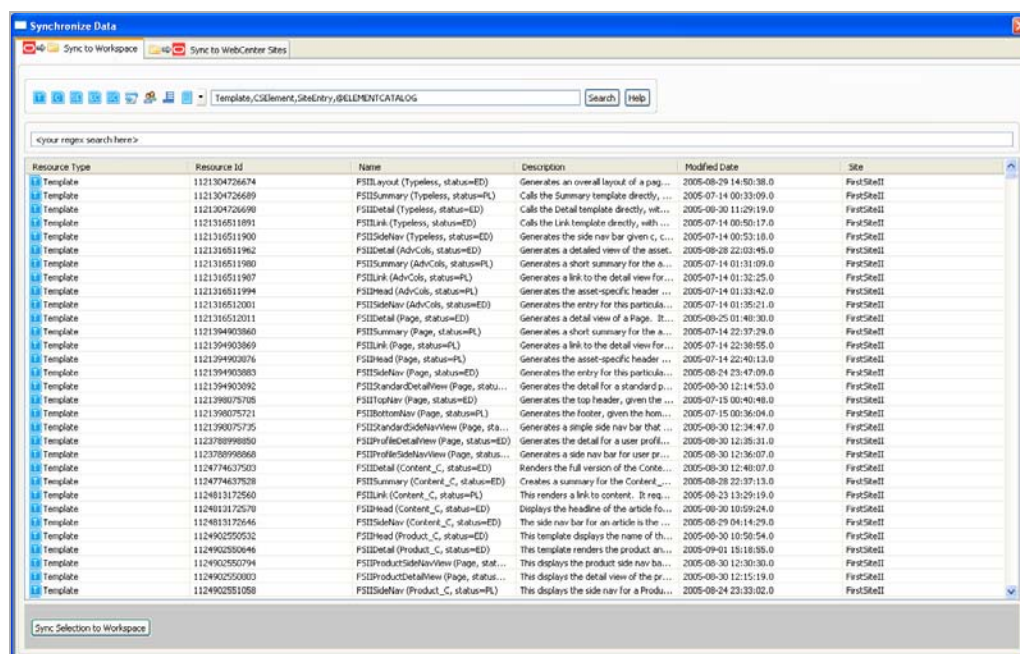 Synchronize Data
Sync to Workspace Sync to WebCenter Sites
Template,CSElement,SiteEntry,@ELEMENTCATALOG Search Help
<your regex search here>
Resource Type Resource Id Name Description Modified Date Site
Template 1121304726674 FSIILayout (Typeless, status=ED) Generates an overall layout of a pag... 2005-08-29 14:50:38.0 FirstSiteII
Template 1121304726689 FSIISummary (Typeless, status=PL) Calls the Summary template directly, ... 2005-07-14 00:33:09.0 FirstSiteII
Template 1121304726698 FSIIDetail (Typeless, status=ED) Calls the Detail template directly, wit... 2005-08-30 11:29:19.0 FirstSiteII
Template 1121316511891 FSIILink (Typeless, status=ED) Calls the Link template directly, with ... 2005-07-14 00:50:17.0 FirstSiteII
Template 1121316511900 FSIISideNav (Typeless, status=ED) Generates the side nav bar given c, c... 2005-07-14 00:53:18.0 FirstSiteII
Template 1121316511962 FSIIDetail (AdvCols, status=ED) Generates a detailed view of the asset. 2005-08-28 22:03:45.0 FirstSiteII
Template 1121316511980 FSIISummary (AdvCols, status=PL) Generates a short summary for the a... 2005-07-14 01:31:09.0 FirstSiteII
Template 1121316511987 FSIILink (AdvCols, status=PL) Generates a link to the detail view for... 2005-07-14 01:32:25.0 FirstSiteII
Template 1121316511994 FSIIHead (AdvCols, status=PL) Generates the asset-specific header ... 2005-07-14 01:33:42.0 FirstSiteII
Template 1121316512001 FSIISideNav (AdvCols, status=ED) Generates the entry for this particula... 2005-07-14 01:35:21.0 FirstSiteII
Template 1121316512011 FSIIDetail (Page, status=ED) Generates a detail view of a Page. It... 2005-08-25 01:48:30.0 FirstSiteII
Template 1121394903860 FSIISummary (Page, status=PL) Generates a short summary for the a... 2005-07-14 22:37:29.0 FirstSiteII
Template 1121394903869 FSIILink (Page, status=PL) Generates a link to the detail view for... 2005-07-14 22:38:55.0 FirstSiteII
Template 1121394903876 FSIIHead (Page, status=PL) Generates the asset-specific header ... 2005-07-14 22:40:13.0 FirstSiteII
Template 1121394903883 FSIISideNav (Page, status=ED) Generates the entry for this particula... 2005-08-24 23:47:09.0 FirstSiteII
Template 1121394903892 FSIIStandardDetailView (Page, statu... Generates the detail for a standard p... 2005-08-30 12:14:53.0 FirstSiteII
Template 1121398075705 FSIITopNav (Page, status=ED) Generates the top header, given the ... 2005-07-15 00:40:48.0 FirstSiteII
Template 1121398075721 FSIIBottomNav (Page, status=PL) Generates the footer, given the hom... 2005-07-15 00:36:04.0 FirstSiteII
Template 1121398075735 FSIIStandardSideNavView (Page, sta... Generates a simple side nav bar that ... 2005-08-30 12:34:47.0 FirstSiteII
Template 1123788998850 FSIIProfileDetailView (Page, status=ED) Generates the detail for a user profil... 2005-08-30 12:35:31.0 FirstSiteII
Template 1123788998868 FSIIProfileSideNavView (Page, status... Generates a side nav bar for user pr... 2005-08-30 12:36:07.0 FirstSiteII
Template 1124774637503 FSIIDetail (Content_C, status=ED) Renders the full version of the Conte... 2005-08-30 12:48:07.0 FirstSiteII
Template 1124774637528 FSIISummary (Content_C, status=ED) Creates a summary for the Content_... 2005-08-28 22:37:13.0 FirstSiteII
Template 1124813172560 FSIILink (Content_C, status=PL) This renders a link to content. It req... 2005-08-23 13:29:19.0 FirstSiteII
Template 1124813172578 FSIIHead (Content_C, status=ED) Displays the headline of the article fo... 2005-08-30 10:59:24.0 FirstSiteII
Template 1124813172646 FSIISideNav (Content_C, status=ED) The side nav bar for an article is the ... 2005-08-29 04:14:29.0 FirstSiteII
Template 1124902550532 FSIIHead (Product_C, status=ED) This template displays the name of th... 2005-08-30 10:58:54.0 FirstSiteII
Template 1124902550646 FSIIDetail (Product_C, status=ED) This template renders the product an... 2005-09-01 15:18:55.0 FirstSiteII
Template 1124902550794 FSIIProductSideNavView (Page, statu... This displays the product side nav ba... 2005-08-30 12:30:30.0 FirstSiteII
Template 1124902550803 FSIIProductDetailView (Page, status... This displays the detail view of the pr... 2005-08-30 12:15:19.0 FirstSiteII
Template 1124902551058 FSIISideNav (Product_C, status=PL) This displays the side nav for a Produ... 2005-08-24 23:33:02.0 FirstSiteII
Sync Selection to Workspace